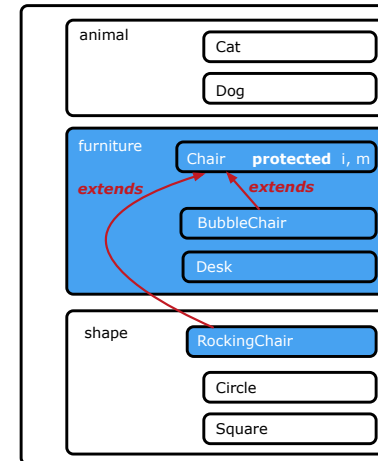 animal
Cat
Dog
furniture
Chair protected i, m
extends
extends
BubbleChair
Desk
shape
RockingChair
Circle
Square